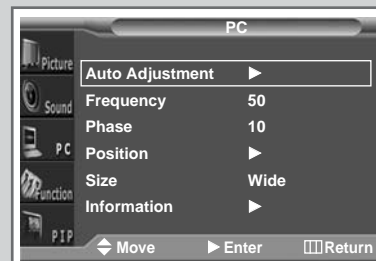 PC
Picture
Sound
PC
Function
PIP
Auto Adjustment
Frequency 50
Phase 10
Position
Size Wide
Information
Move Enter Return